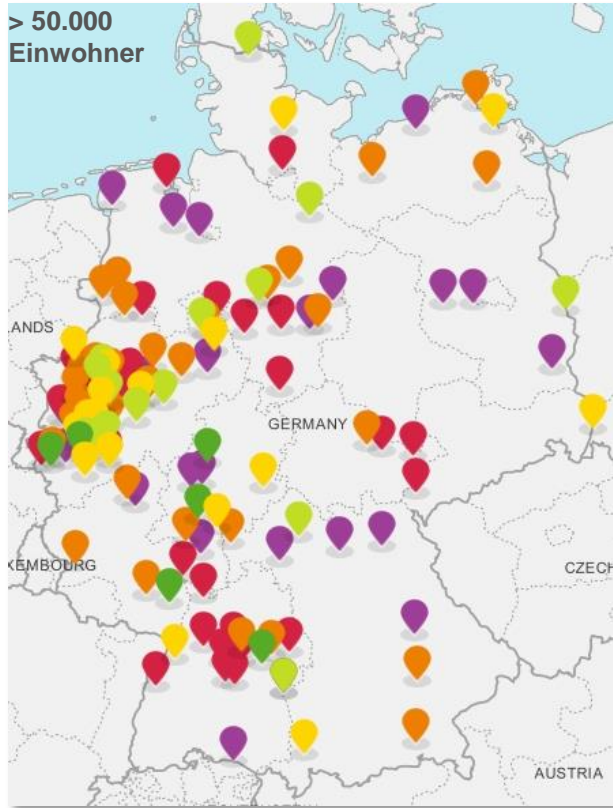 > 50.000
Einwohner
LANDS
GERMANY
XEMBOURG
CZECH
AUSTRIA